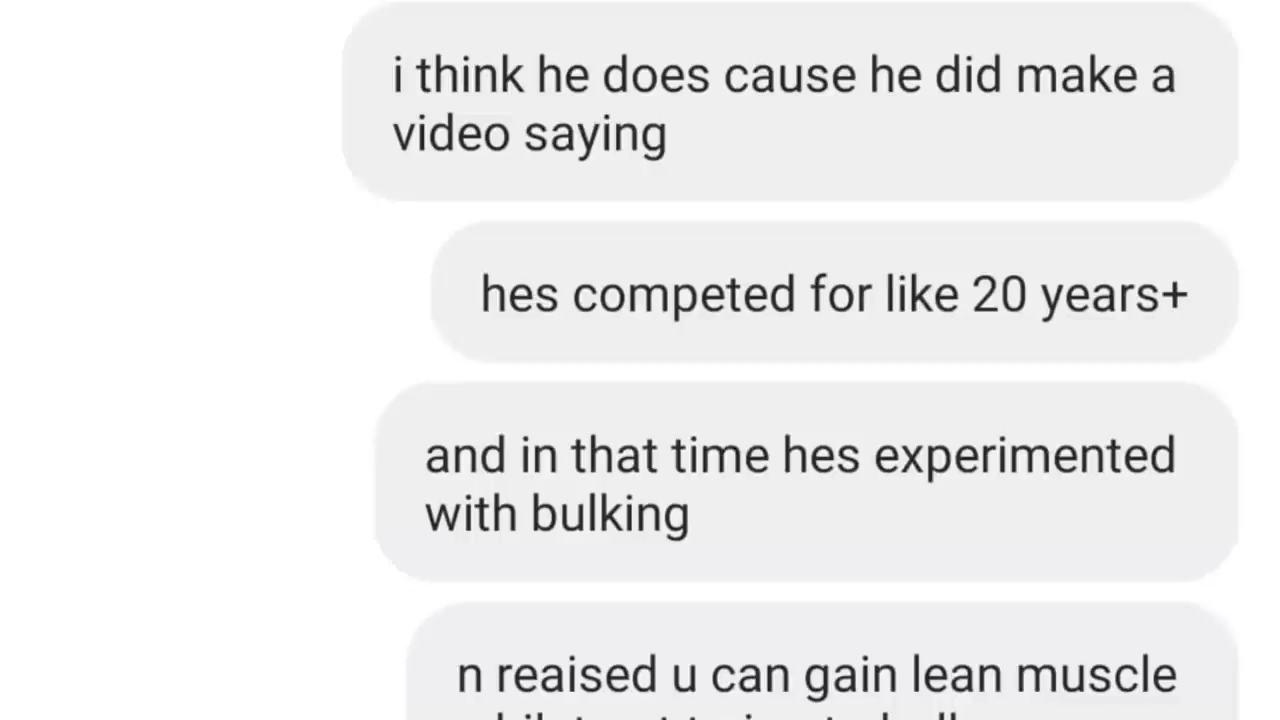 i think he does cause he did make a
video saying
hes competed for like 20 years+
and in that time hes experimented
with bulking
n reaised u can gain lean muscle